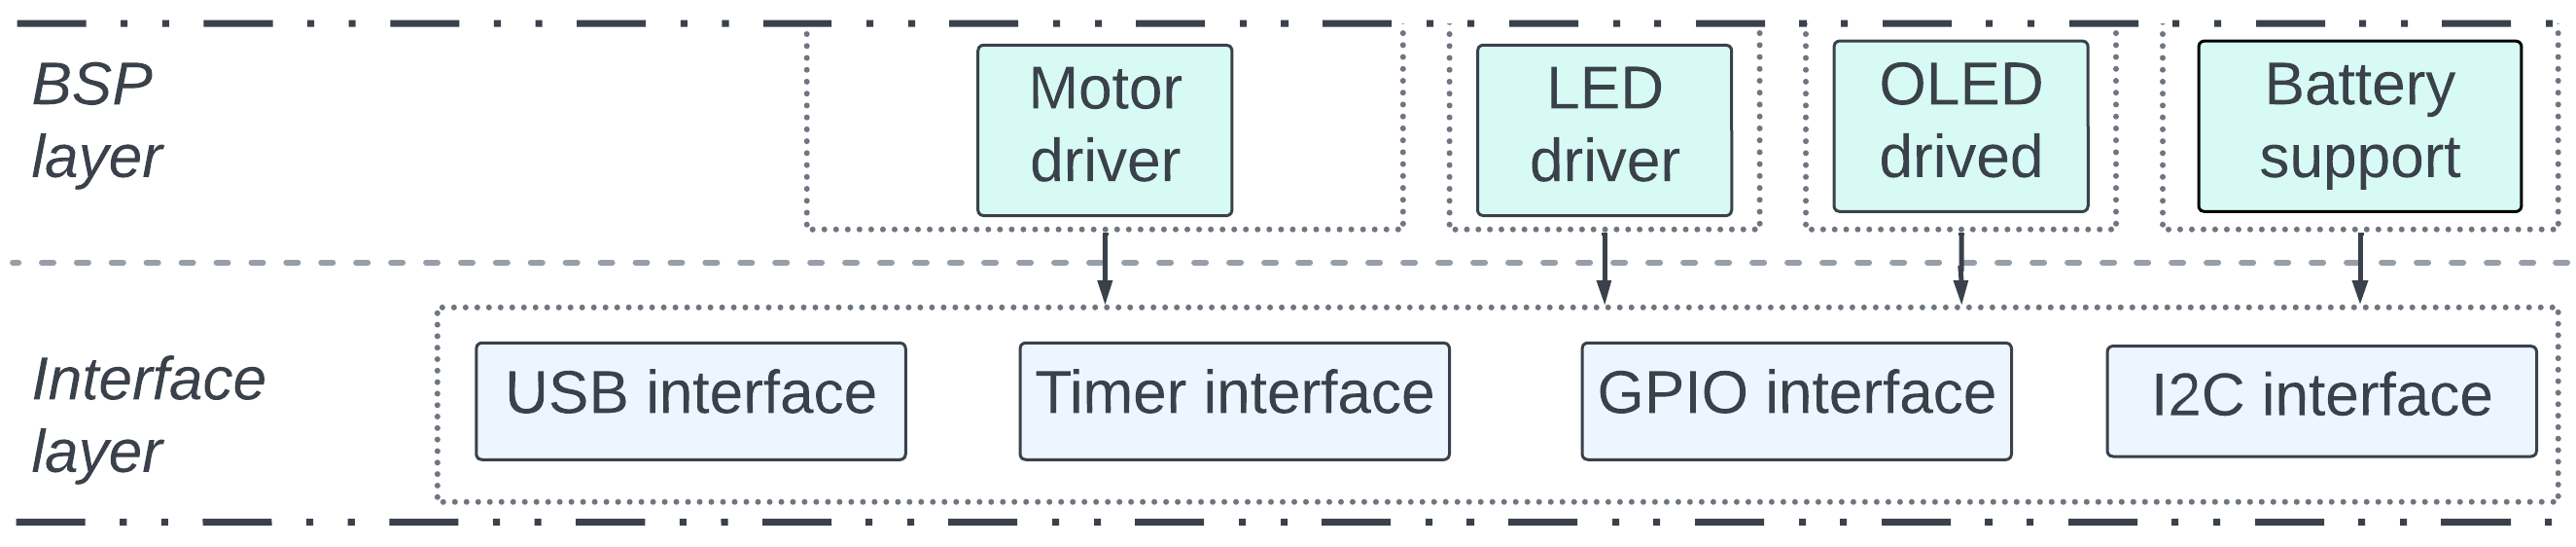 BSP
layer
Motor
driver
LED
driver
OLED
drived
Battery
support
Interface
layer
USB interface
Timer interface
GPIO interface
I2C interface